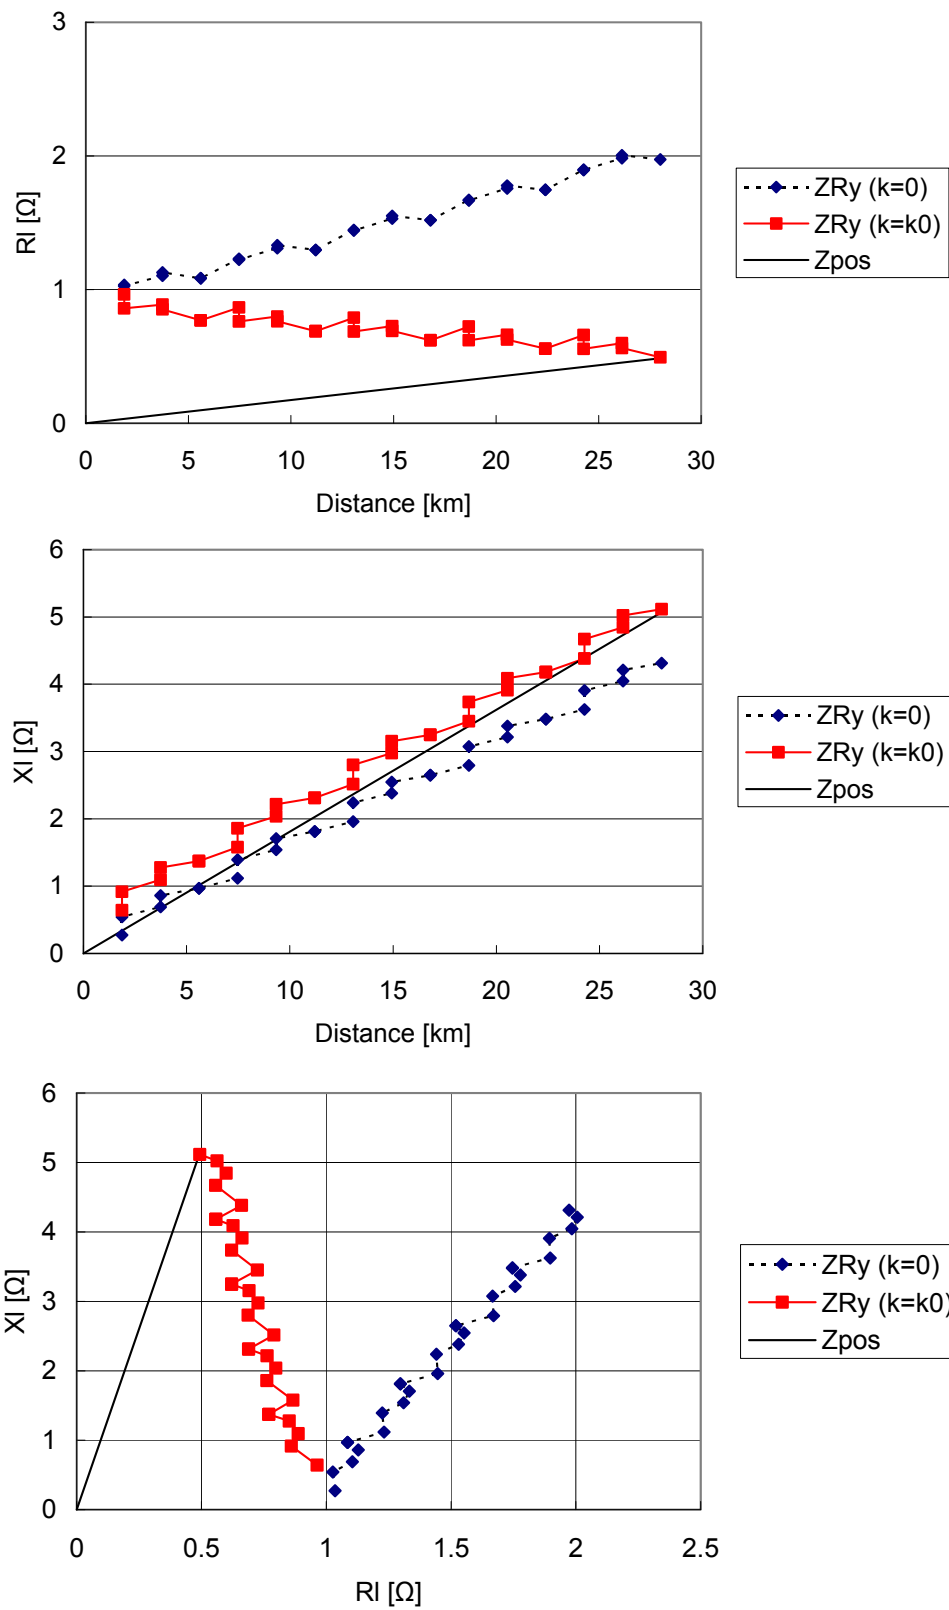 3
2
1
0
Rl [Ω]
0 5 10 15 20 25 30
Distance [km]
ZRy (k=0)
ZRy (k=k0)
Zpos
6
5
4
3
2
1
0
Xl [Ω]
0 5 10 15 20 25 30
Distance [km]
ZRy (k=0)
ZRy (k=k0)
Zpos
6
5
4
3
2
1
0
Xl [Ω]
0 0.5 1 1.5 2 2.5
Rl [Ω]
ZRy (k=0)
ZRy (k=k0)
Zpos